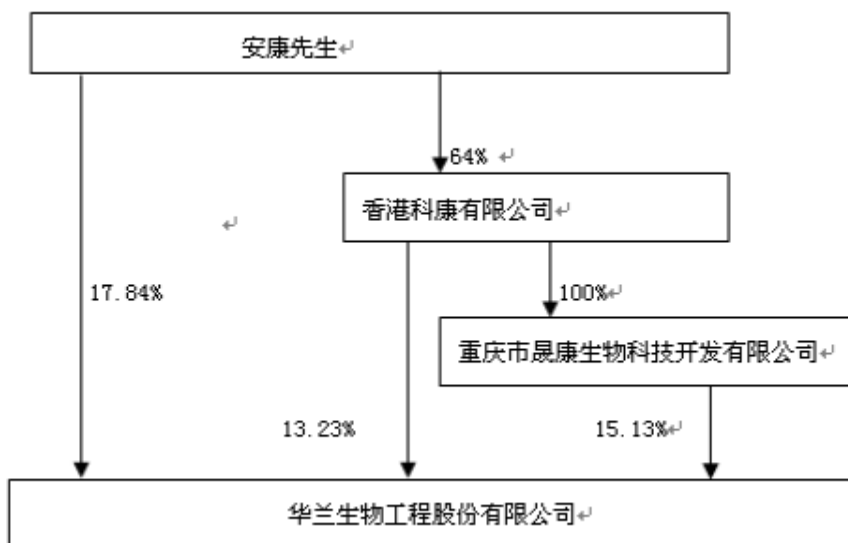 安康先生
64%
香港科康有限公司
17.84%
100%
重庆市晟康生物科技开发有限公司
13.23%
15.13%
华兰生物工程股份有限公司